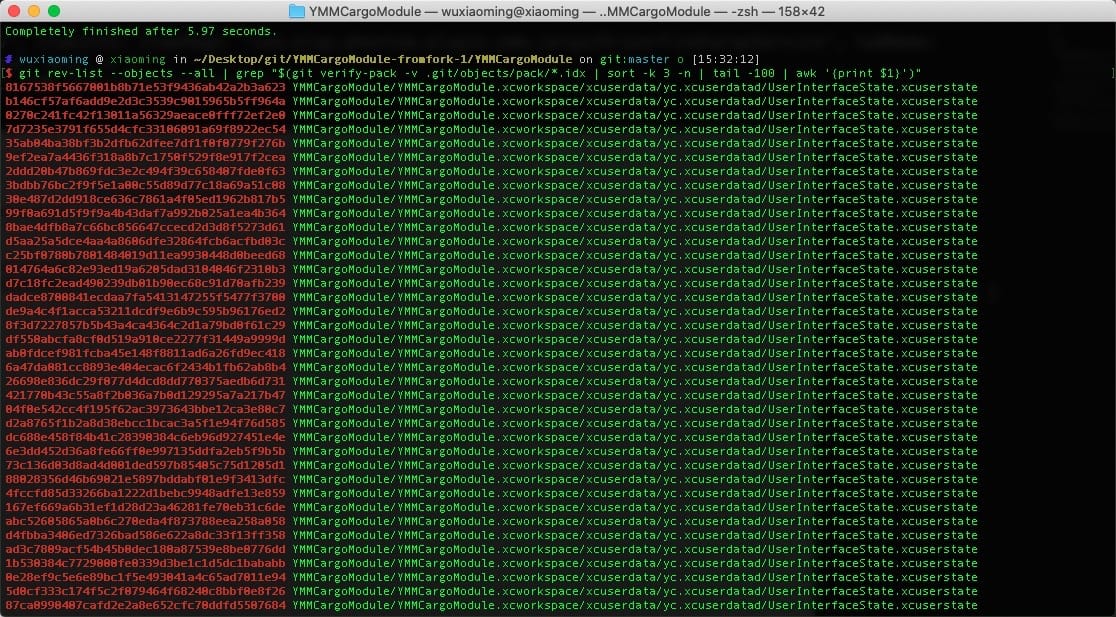 YMMCargoModule — wuxiaoming@xiaoming — ..MMCargoModule — -zsh — 158×42
Completely finished after 5.97 seconds.
# wuxiaoming @ xiaoming in ~/Desktop/git/YMMCargoModule-fromfork-1/YMMCargoModule on git:master o [15:32:12]
[$ git rev-list --objects --all | grep "$(git verify-pack -v .git/objects/pack/*.idx | sort -k 3 -n | tail -100 | awk '{print $1}')" ]
8167538f5667001b8b71e53f9436ab42a2b3a623 YMMCargoModule/YMMCargoModule.xcworkspace/xcuserdata/yc.xcuserdatad/UserInterfaceState.xcuserstate
b146cf57af6add9e2d3c3539c9015965b5ff964a YMMCargoModule/YMMCargoModule.xcworkspace/xcuserdata/yc.xcuserdatad/UserInterfaceState.xcuserstate
0270c241fc42f13011a56329aeace0fff72ef2e0 YMMCargoModule/YMMCargoModule.xcworkspace/xcuserdata/yc.xcuserdatad/UserInterfaceState.xcuserstate
7d7235e3791f655d4cfc33106091a69f8922ec54 YMMCargoModule/YMMCargoModule.xcworkspace/xcuserdata/yc.xcuserdatad/UserInterfaceState.xcuserstate
35ab04ba38bf3b2dfb62dfee7df1f0f0779f276b YMMCargoModule/YMMCargoModule.xcworkspace/xcuserdata/yc.xcuserdatad/UserInterfaceState.xcuserstate
9ef2ea7a4436f318a8b7c1750f529f8e917f2cea YMMCargoModule/YMMCargoModule.xcworkspace/xcuserdata/yc.xcuserdatad/UserInterfaceState.xcuserstate
2ddd20b47b869fdc3e2c494f39c658407fde0f63 YMMCargoModule/YMMCargoModule.xcworkspace/xcuserdata/yc.xcuserdatad/UserInterfaceState.xcuserstate
3bdbb76bc2f9f5e1a00c55d89d77c18a69a51c08 YMMCargoModule/YMMCargoModule.xcworkspace/xcuserdata/yc.xcuserdatad/UserInterfaceState.xcuserstate
30e487d2dd918ce636c7861a4f05ed1962b817b5 YMMCargoModule/YMMCargoModule.xcworkspace/xcuserdata/yc.xcuserdatad/UserInterfaceState.xcuserstate
99f0a691d5f9f9a4b43daf7a992b025a1ea4b364 YMMCargoModule/YMMCargoModule.xcworkspace/xcuserdata/yc.xcuserdatad/UserInterfaceState.xcuserstate
8bae4dfb8a7c66bc856647ccecd2d3d8f5273d61 YMMCargoModule/YMMCargoModule.xcworkspace/xcuserdata/yc.xcuserdatad/UserInterfaceState.xcuserstate
d5aa25a5dce4aa4a8606dfe32864fcb6acfbd03c YMMCargoModule/YMMCargoModule.xcworkspace/xcuserdata/yc.xcuserdatad/UserInterfaceState.xcuserstate
c25bf0780b7801484019d11ea9930448d0beed68 YMMCargoModule/YMMCargoModule.xcworkspace/xcuserdata/yc.xcuserdatad/UserInterfaceState.xcuserstate
014764a6c82e93ed19a6205dad3104046f2310b3 YMMCargoModule/YMMCargoModule.xcworkspace/xcuserdata/yc.xcuserdatad/UserInterfaceState.xcuserstate
d7c18fc2ead490239db01b90ec68c91d70afb239 YMMCargoModule/YMMCargoModule.xcworkspace/xcuserdata/yc.xcuserdatad/UserInterfaceState.xcuserstate
dadce8700841ecdaa7fa5413147255f5477f3700 YMMCargoModule/YMMCargoModule.xcworkspace/xcuserdata/yc.xcuserdatad/UserInterfaceState.xcuserstate
de9a4c4f1acca53211dcdf9e6b9c595b96176ed2 YMMCargoModule/YMMCargoModule.xcworkspace/xcuserdata/yc.xcuserdatad/UserInterfaceState.xcuserstate
8f3d7227857b5b43a4ca4364c2d1a79bd0f61c29 YMMCargoModule/YMMCargoModule.xcworkspace/xcuserdata/yc.xcuserdatad/UserInterfaceState.xcuserstate
df550abcfa8cf0d519a910ce2277f31449a9999d YMMCargoModule/YMMCargoModule.xcworkspace/xcuserdata/yc.xcuserdatad/UserInterfaceState.xcuserstate
ab0fdcef981fcba45e148f8811ad6a26fd9ec418 YMMCargoModule/YMMCargoModule.xcworkspace/xcuserdata/yc.xcuserdatad/UserInterfaceState.xcuserstate
6a47da081cc8893e404ecac6f2434b1fb62ab8b4 YMMCargoModule/YMMCargoModule.xcworkspace/xcuserdata/yc.xcuserdatad/UserInterfaceState.xcuserstate
26698e836dc29f077d4dcd8dd770375aedb6d731 YMMCargoModule/YMMCargoModule.xcworkspace/xcuserdata/yc.xcuserdatad/UserInterfaceState.xcuserstate
421770b43c55a8f2b036a7b0d129295a7a217b47 YMMCargoModule/YMMCargoModule.xcworkspace/xcuserdata/yc.xcuserdatad/UserInterfaceState.xcuserstate
04f0e542cc4f195f62ac3973643bbe12ca3e80c7 YMMCargoModule/YMMCargoModule.xcworkspace/xcuserdata/yc.xcuserdatad/UserInterfaceState.xcuserstate
d2a8765f1b2a8d38ebcc1bcac3a5f1e94f76d585 YMMCargoModule/YMMCargoModule.xcworkspace/xcuserdata/yc.xcuserdatad/UserInterfaceState.xcuserstate
dc688e458f84b41c28390384c6eb96d927451e4e YMMCargoModule/YMMCargoModule.xcworkspace/xcuserdata/yc.xcuserdatad/UserInterfaceState.xcuserstate
6e3dd452d36a8fe66ff0e997135ddfa2eb5f9b5b YMMCargoModule/YMMCargoModule.xcworkspace/xcuserdata/yc.xcuserdatad/UserInterfaceState.xcuserstate
73c136d03d8ad4d001ded597b85405c75d1205d1 YMMCargoModule/YMMCargoModule.xcworkspace/xcuserdata/yc.xcuserdatad/UserInterfaceState.xcuserstate
88028356d46b69021e5897bddabf01e9f3413dfc YMMCargoModule/YMMCargoModule.xcworkspace/xcuserdata/yc.xcuserdatad/UserInterfaceState.xcuserstate
4fccfd85d33266ba1222d1bebc9948adfe13e859 YMMCargoModule/YMMCargoModule.xcworkspace/xcuserdata/yc.xcuserdatad/UserInterfaceState.xcuserstate
167ef669a6b31ef1d28d23a46281fe70eb31c6de YMMCargoModule/YMMCargoModule.xcworkspace/xcuserdata/yc.xcuserdatad/UserInterfaceState.xcuserstate
abc52605865a0b6c270eda4f873788eea258a058 YMMCargoModule/YMMCargoModule.xcworkspace/xcuserdata/yc.xcuserdatad/UserInterfaceState.xcuserstate
d4fbba3406ed7326bad586e622a8dc33f13ff358 YMMCargoModule/YMMCargoModule.xcworkspace/xcuserdata/yc.xcuserdatad/UserInterfaceState.xcuserstate
ad3c7809acf54b45b0dec180a87539e8be0776dd YMMCargoModule/YMMCargoModule.xcworkspace/xcuserdata/yc.xcuserdatad/UserInterfaceState.xcuserstate
1b530384c7729000fe0339d3be1c1d5dc1bababb YMMCargoModule/YMMCargoModule.xcworkspace/xcuserdata/yc.xcuserdatad/UserInterfaceState.xcuserstate
0e28ef9c5e6e89bc1f5e493041a4c65ad7011e94 YMMCargoModule/YMMCargoModule.xcworkspace/xcuserdata/yc.xcuserdatad/UserInterfaceState.xcuserstate
5d0cf333c174f5c2f079464f68240c8bbf0e8f26 YMMCargoModule/YMMCargoModule.xcworkspace/xcuserdata/yc.xcuserdatad/UserInterfaceState.xcuserstate
87ca0990407cafd2e2a8e652cfc70ddfd5507684 YMMCargoModule/YMMCargoModule.xcworkspace/xcuserdata/yc.xcuserdatad/UserInterfaceState.xcuserstate